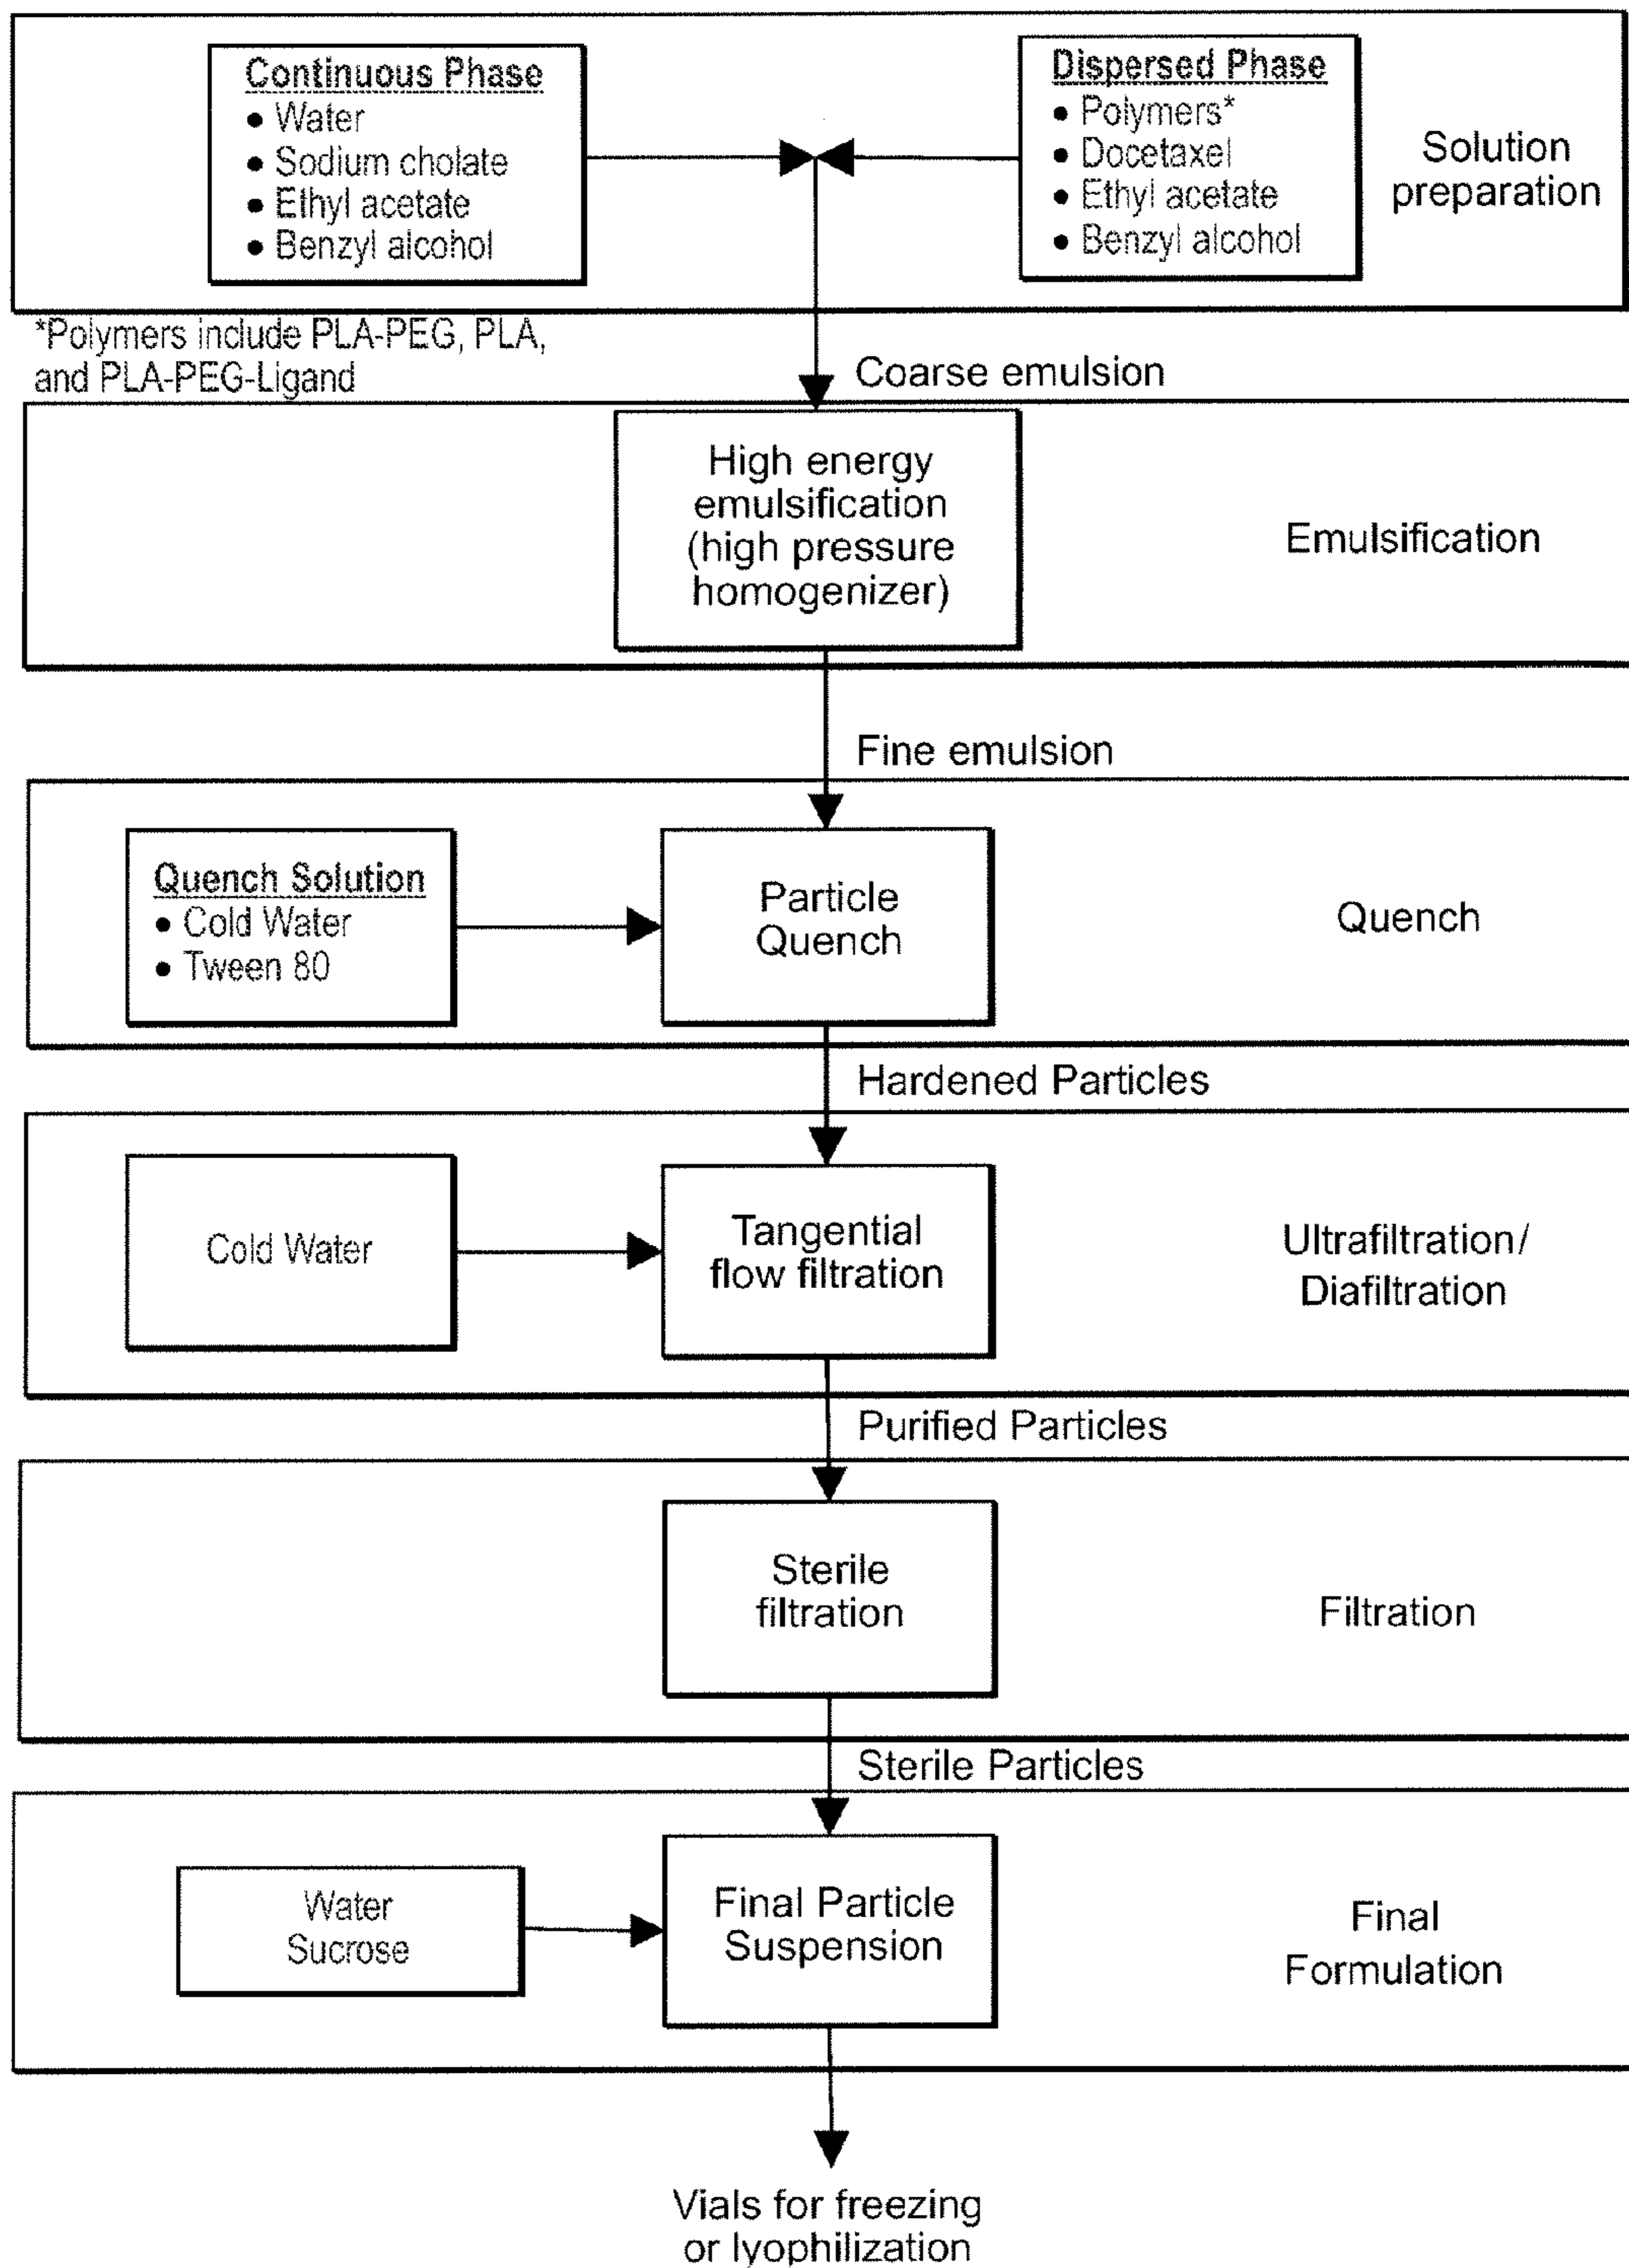 Continuous Phase
• Water
• Sodium cholate
• Ethyl acetate
• Benzyl alcohol
Dispersed Phase
• Polymers*
• Docetaxel
• Ethyl acetate
• Benzyl alcohol
Solution
preparation
*Polymers include PLA-PEG, PLA,
and PLA-PEG-Ligand
Coarse emulsion
High energy
emulsification
(high pressure
homogenizer)
Emulsification
Fine emulsion
Quench Solution
• Cold Water
• Tween 80
Particle
Quench
Quench
Hardened Particles
Cold Water
Tangential
flow filtration
Ultrafiltration/
Diafiltration
Purified Particles
Sterile
filtration
Filtration
Sterile Particles
Water
Sucrose
Final Particle
Suspension
Final
Formulation
Vials for freezing
or lyophilization